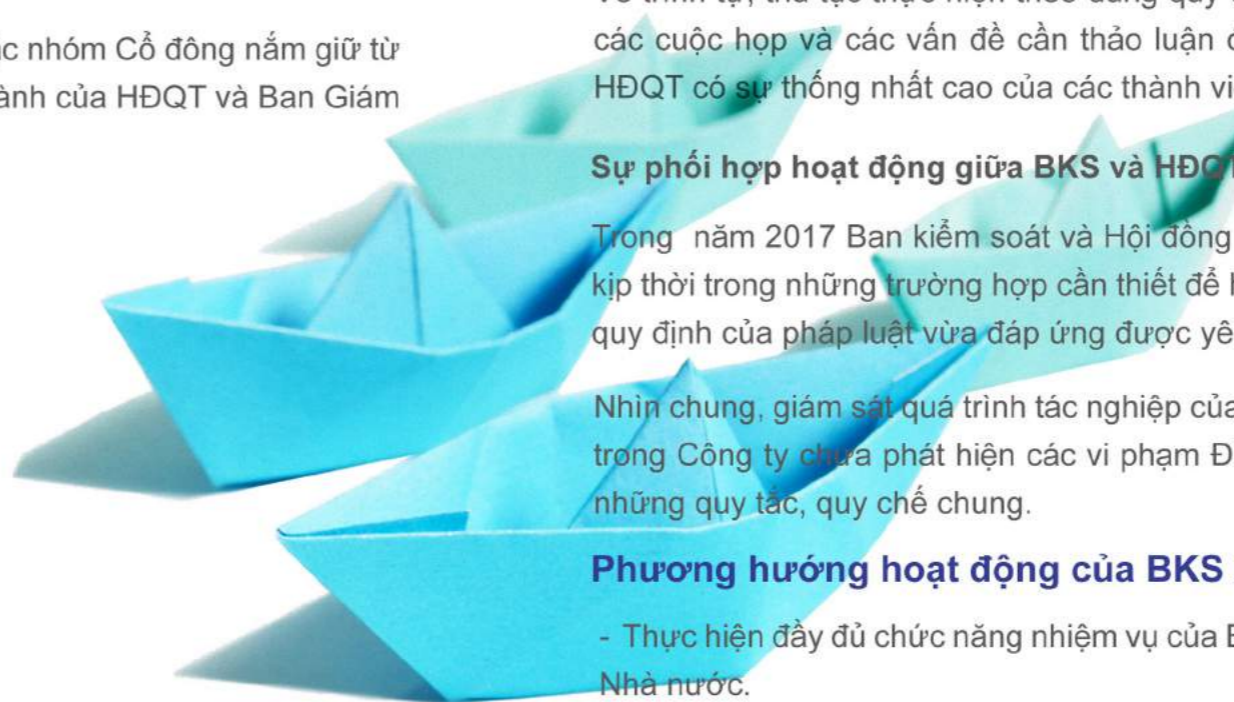 nhóm Cổ đông nắm giữ từ
của HĐQT và Ban Giám
các cuộc họp và các vấn đề cần thảo luận
HĐQT có sự thống nhất cao của các thành
Sự phối hợp hoạt động giữa BKS và HĐQT
Trong năm 2017 Ban kiểm soát và Hội đồng
kịp thời trong những trường hợp cần thiết để
quy định của pháp luật vừa đáp ứng được
Nhìn chung, giám sát quá trình tác nghiệp của
trong Công ty chưa phát hiện các vi phạm
những quy tắc, quy chế chung.
Phương hướng hoạt động của BKS
- Thực hiện đầy đủ chức năng nhiệm vụ của
Nhà nước.